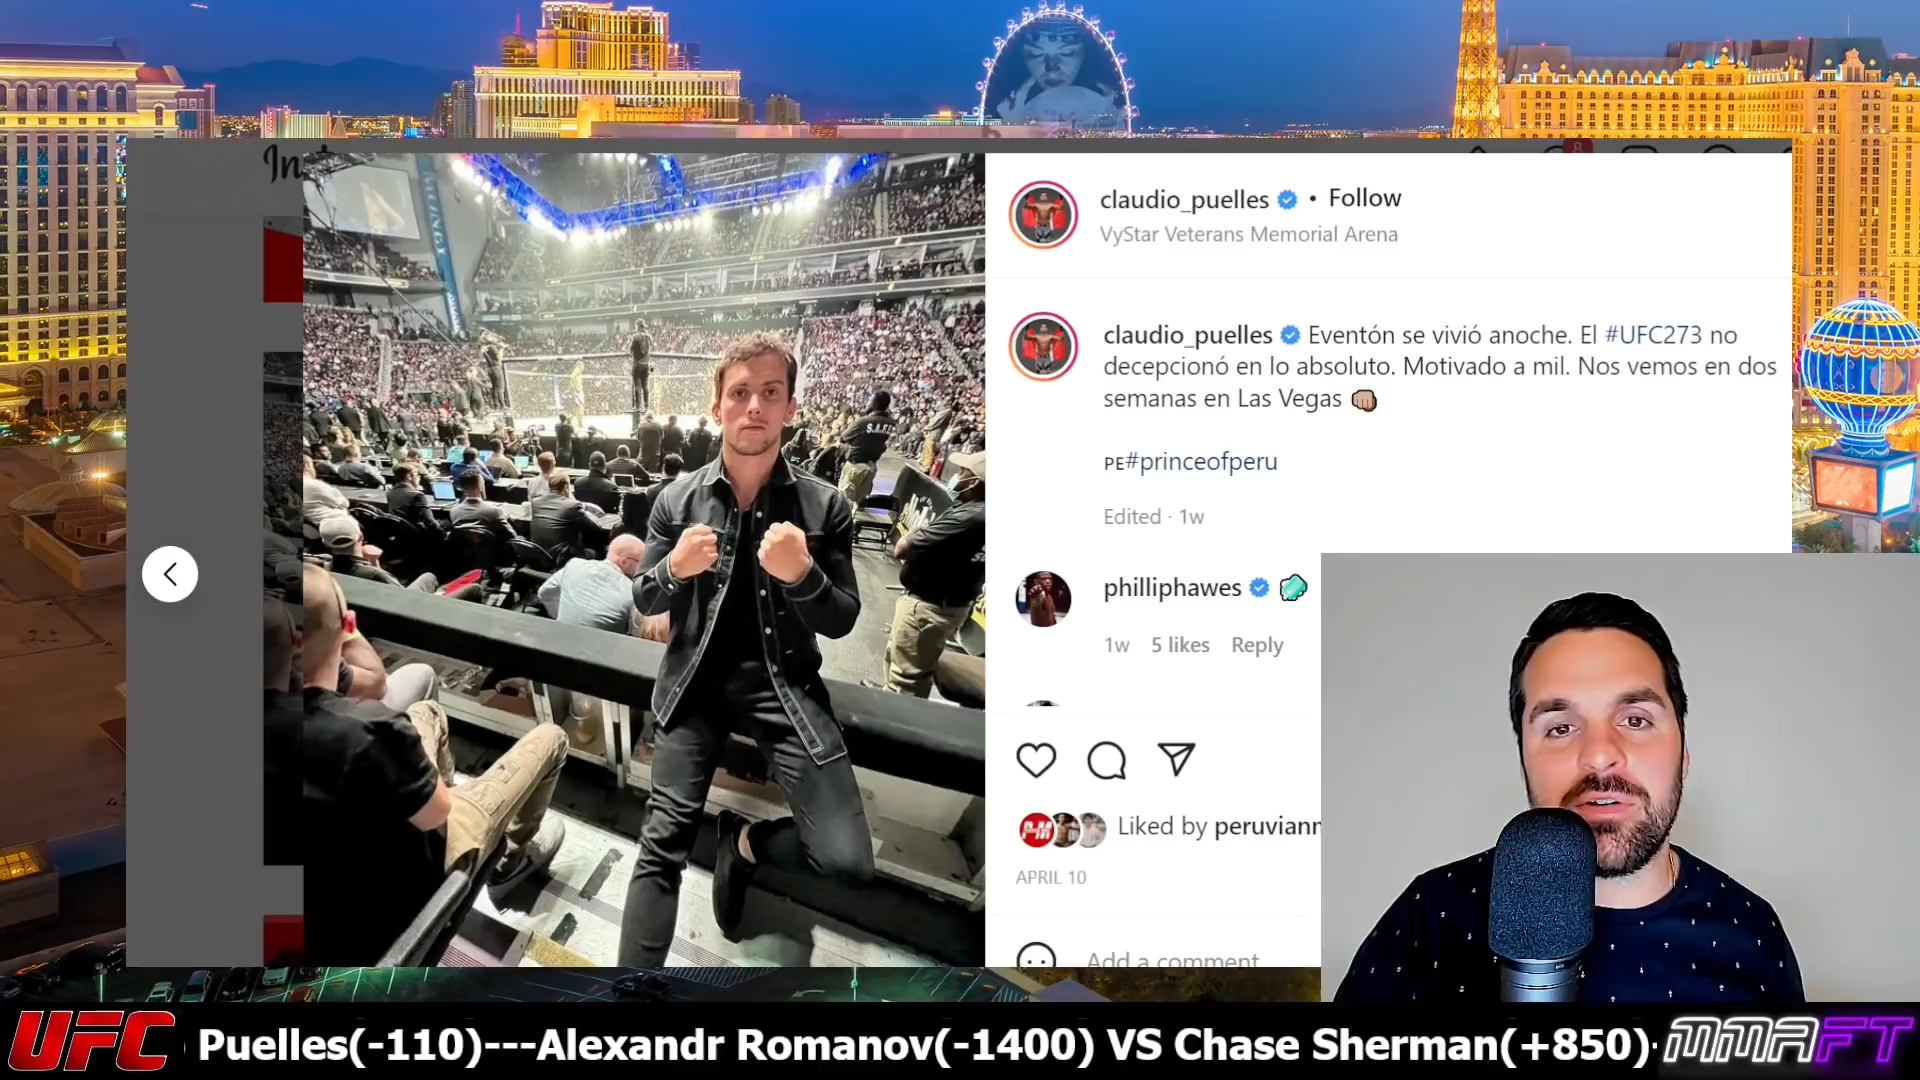 claudio_puelles • Follow
VyStar Veterans Memorial Arena
claudio_puelles Eventón se vivió anoche. El #UFC273 no
decepcionó en lo absoluto. Motivado a mil. Nos vemos en dos
semanas en Las Vegas
PE#princeofperu
Edited · 1w
philliphawes
1w 5 likes Reply
Liked by peruvian
APRIL 10
Add a comment
UFC Puelles(-110)---Alexandr Romanov(-1400) VS Chase Sherman(+850)- MMAFT